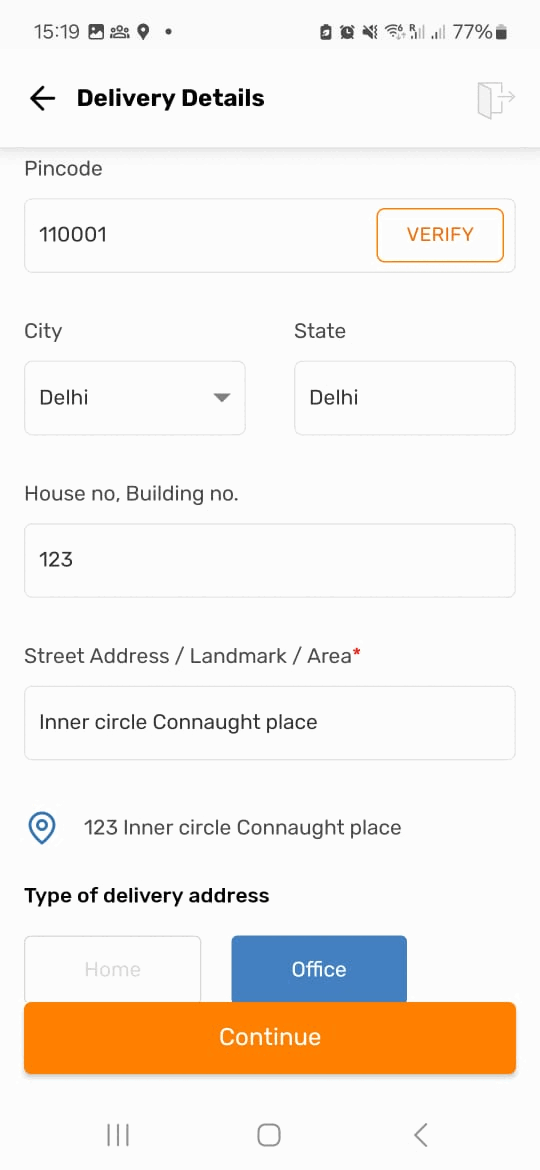 15:19 77%
Delivery Details
Pincode
110001 VERIFY
City State
Delhi Delhi
House no, Building no.
123
Street Address / Landmark / Area*
Inner circle Connaught place
123 Inner circle Connaught place
Type of delivery address
Home Office
Continue